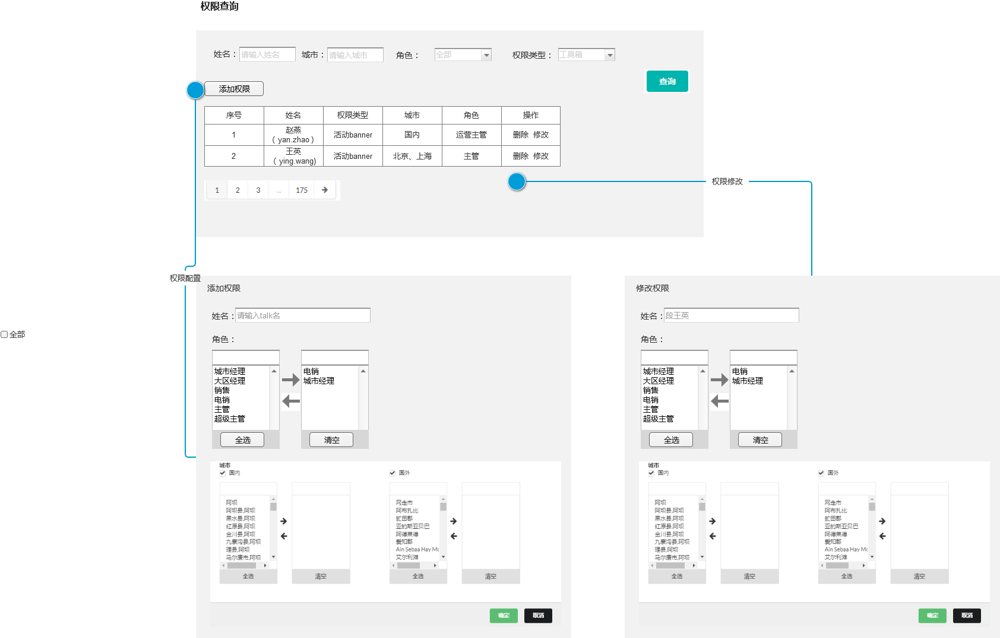 权限查询
姓名： 请输入姓名 城市： 请输入城市 角色： 全部 权限类型： 工具箱
查询
添加权限
序号 姓名 权限类型 城市 角色 操作
1 赵燕（yan.zhao） 活动banner 国内 运营主管 删除 修改
2 王英（ying.wang) 活动banner 北京、上海 主管 删除 修改
权限修改
1 2 3 ... 175
权限配置
全部
添加权限
姓名： 请输入talk名
角色：
城市经理
大区经理
销售
电销
主管
超级主管
全选
电销
城市经理
清空
城市
国内
阿坝
阿坝县,阿坝
黑水县,阿坝
红原县,阿坝
金川县,阿坝
九寨沟县,阿坝
理县,阿坝
马尔康市,阿坝
全选
清空
国外
网走市
阿布扎比
虻田郡
亚的斯亚贝巴
阿德莱德
爱知郡
Ain Sebaa Hay Mc
艾尔利滩
全选
清空
确定 取消
修改权限
姓名： 段王英
角色：
城市经理
大区经理
销售
电销
主管
超级主管
全选
电销
城市经理
清空
城市
国内
阿坝
阿坝县,阿坝
黑水县,阿坝
红原县,阿坝
金川县,阿坝
九寨沟县,阿坝
理县,阿坝
马尔康市,阿坝
全选
清空
国外
网走市
阿布扎比
虻田郡
亚的斯亚贝巴
阿德莱德
爱知郡
Ain Sebaa Hay Mc
艾尔利滩
全选
清空
确定 取消